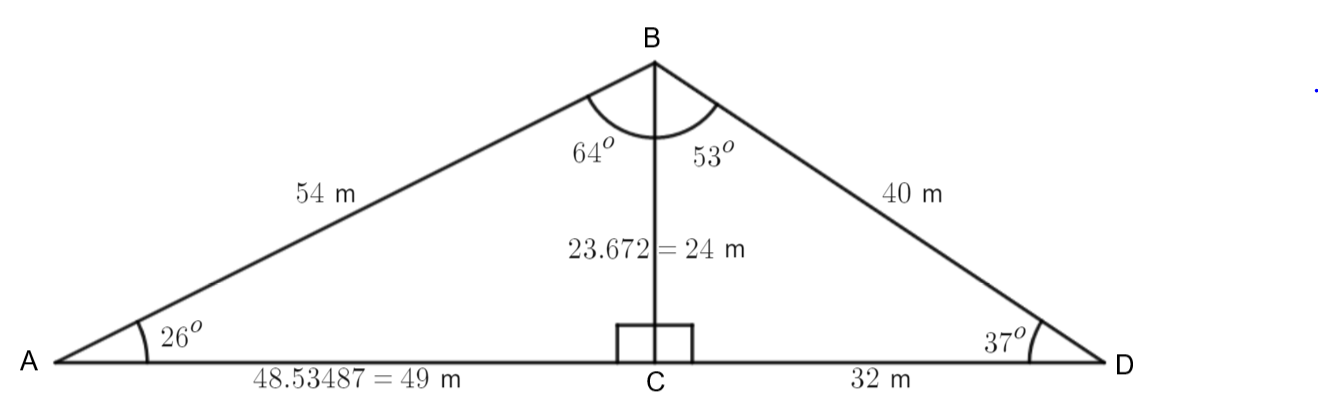 B
64° 53°
54 m
40 m
23.672 = 24 m
26°
37°
A
D
48.53487 = 49 m
C
32 m